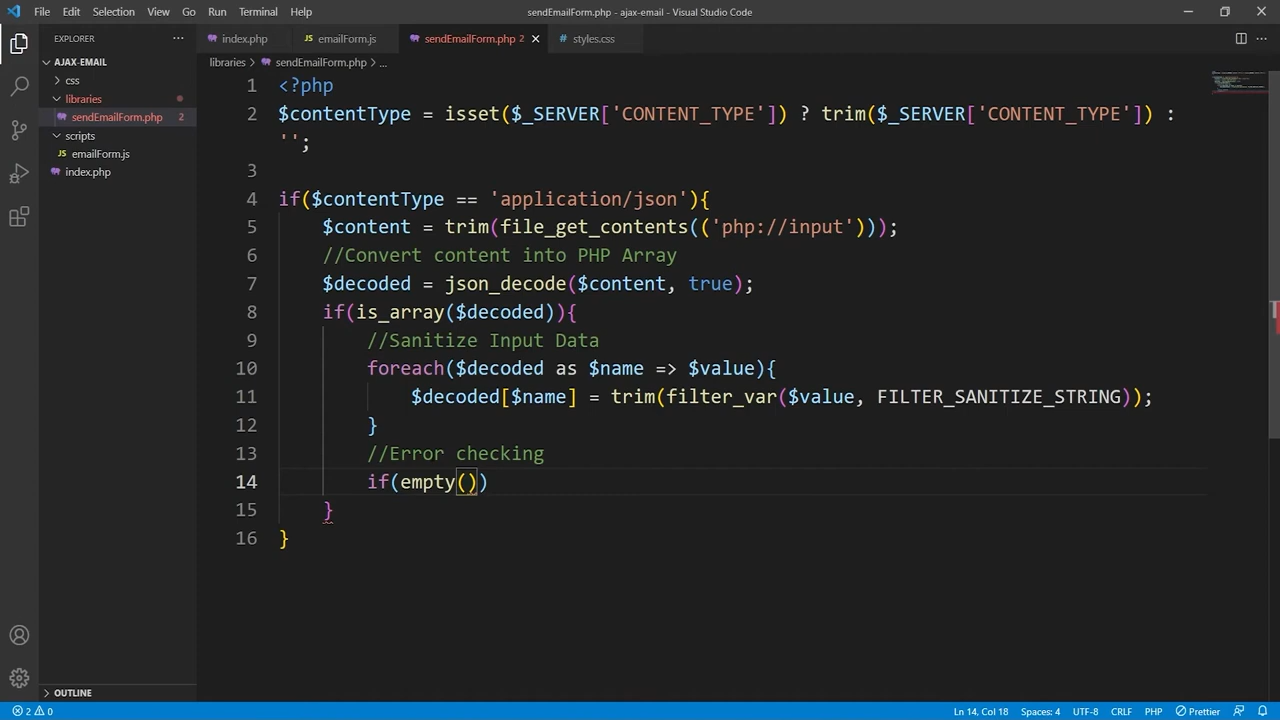 File Edit Selection View Go Run Terminal Help
sendEmailForm.php - ajax-email - Visual Studio Code
EXPLORER
index.php
JS emailForm.js
sendEmailForm.php 2
# styles.css
AJAX-EMAIL
css
libraries
sendEmailForm.php 2
scripts
JS emailForm.js
index.php
libraries > sendEmailForm.php > ...
1 <?php
2 $contentType = isset($_SERVER['CONTENT_TYPE']) ? trim($_SERVER['CONTENT_TYPE']) :
'';
3
4 if($contentType == 'application/json'){
5 $content = trim(file_get_contents(('php://input')));
6 //Convert content into PHP Array
7 $decoded = json_decode($content, true);
8 if(is_array($decoded)){
9 //Sanitize Input Data
10 foreach($decoded as $name => $value){
11 $decoded[$name] = trim(filter_var($value, FILTER_SANITIZE_STRING));
12 }
13 //Error checking
14 if(empty())
15 }
16 }
OUTLINE
2 0
Ln 14, Col 18 Spaces: 4 UTF-8 CRLF PHP Prettier